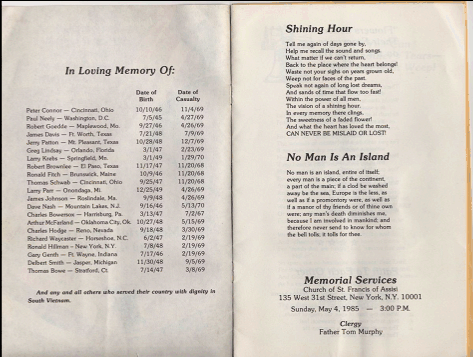 In Loving Memory Of:
Date of Birth Date of Casualty
Peter Connor — Cincinnati, Ohio 10/10/46 11/4/69
Paul Neely — Washington, D.C. 7/5/45 6/27/69
Robert Goedde — Maplewood, Mo. 9/27/46 4/26/69
James Davis — Ft. Worth, Texas 7/21/48 7/9/69
Jerry Patton — Mt. Pleasant, Texas 10/28/48 12/7/69
Greg Lindsay — Orlando, Florida 3/1/47 2/23/69
Larry Krehs — Springfield, Mo. 3/1/49 1/29/70
Robert Brownlee — El Paso, Texas 11/17/47 11/20/68
Ronald Fitch — Brunswick, Maine 10/9/46 11/20/68
Thomas Schwab — Cincinnati, Ohio 9/25/47 11/20/68
Larry Parr — Onondaga, Mi. 12/25/49 4/26/69
James Johnson — Roslindale, Ma. 9/9/48 4/26/69
Dave Nash — Mountain Lakes, N.J. 9/16/46 5/13/70
Charles Bowersox — Harrisburg, Pa. 3/13/47 7/2/67
Arthur McFarland — Oklahoma City, Ok. 10/27/48 5/15/69
Charles Hodge — Reno, Nevada 9/18/48 3/30/69
Richard Waycaster — Horseshoe, N.C. 6/2/47 2/19/69
Ronald Hillman — New York, N.Y. 7/8/48 2/19/69
Gary Genth — Ft. Wayne, Indiana 7/17/46 2/19/69
Delbert Smith — Jasper, Michigan 11/30/48 9/5/69
Thomas Bowe — Stratford, Ct. 7/14/47 3/8/69
And any and all others who served their country with dignity in
South Vietnam.
Shining Hour
Tell me again of days gone by,
Help me recall the sound and songs.
What matter if we can't return,
Back to the place where the heart belongs!
Waste not your sighs on years grown old,
Weep not for faces of the past.
Speak not again of long lost dreams,
And sands of time that flow too fast!
Within the power of all men,
The vision of a shining hour.
In every memory there clings,
The sweetness of a faded flower!
And what the heart has loved the most,
CAN NEVER BE MISLAID OR LOST!
No Man Is An Island
No man is an island, entire of itself;
every man is a piece of the continent,
a part of the main; if a clod be washed
away by the sea, Europe is the less, as
well as if a promontory were, as well as
if a manor of thy friends or of thine own
were; any man's death diminishes me,
because I am involved in mankind; and
therefore never send to know for whom
the bell tolls; it tolls for thee.
Memorial Services
Church of St. Francis of Assisi
135 West 31st Street, New York, N.Y. 10001
Sunday, May 4, 1985 — 3:00 P.M.
Clergy
Father Tom Murphy